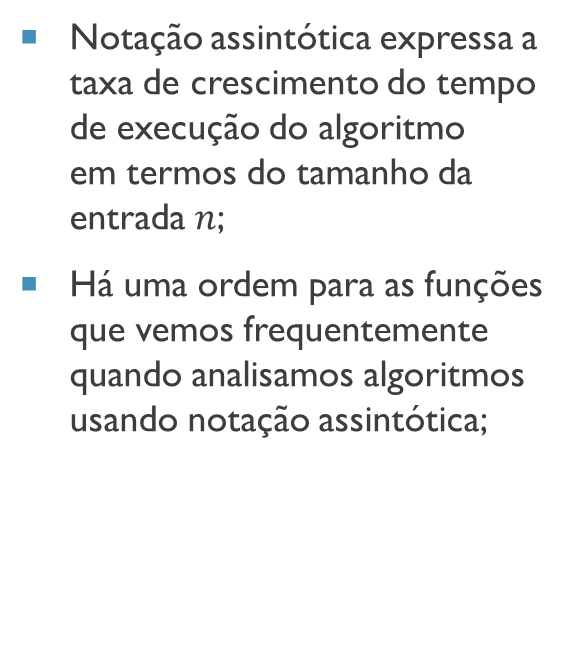 Notação assintótica expressa a
taxa de crescimento do tempo
de execução do algoritmo
em termos do tamanho da
entrada n;
Há uma ordem para as funções
que vemos frequentemente
quando analisamos algoritmos
usando notação assintótica;